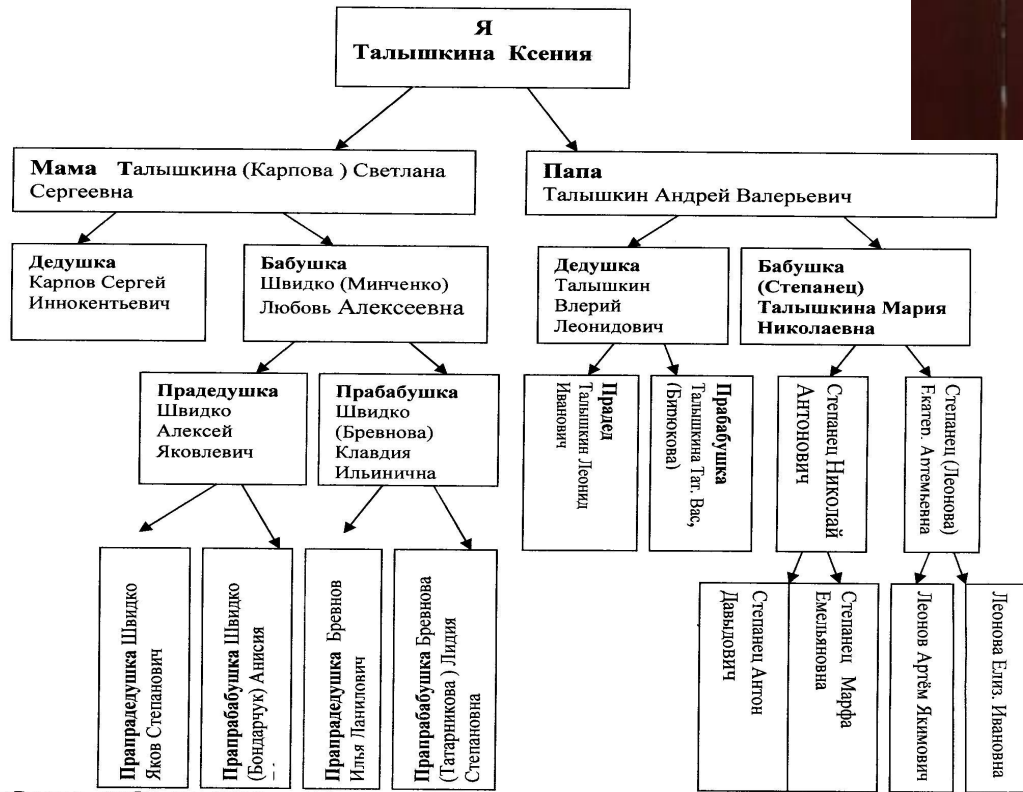 Я
Талышкина Ксения
Мама Талышкина (Карпова ) Светлана
Сергеевна
Папа
Талышкин Андрей Валерьевич
Дедушка
Карпов Сергей
Иннокентьевич
Бабушка
Швидко (Минченко)
Любовь Алексеевна
Дедушка
Талышкин
Влерий
Леонидович
Бабушка
(Степанец)
Талышкина Мария
Николаевна
Прадедушка
Швидко
Алексей
Яковлевич
Прабабушка
Швидко
(Бревнова)
Клавдия
Ильинична
Прадед
Талышкин Леонид
Иванович
Прабабушка
Талышкина Тат. Вас,
(Бирюкова)
Степанец Николай
Антонович
Степанец (Леонова)
Екатер. Артемьевна
Прапрадедушка Швидко
Яков Степанович
Прапрабабушка Швидко
(Бондарчук) Анисия
Прапрадедушка Бревнов
Илья Ланилович
Прапрабабушка Бревнова
(Татарникова ) Лидия
Степановна
Степанец Антон
Давыдович
Степанец Марфа
Емельяновна
Леонов Артём Якимович
Леонова Елиз. Ивановна